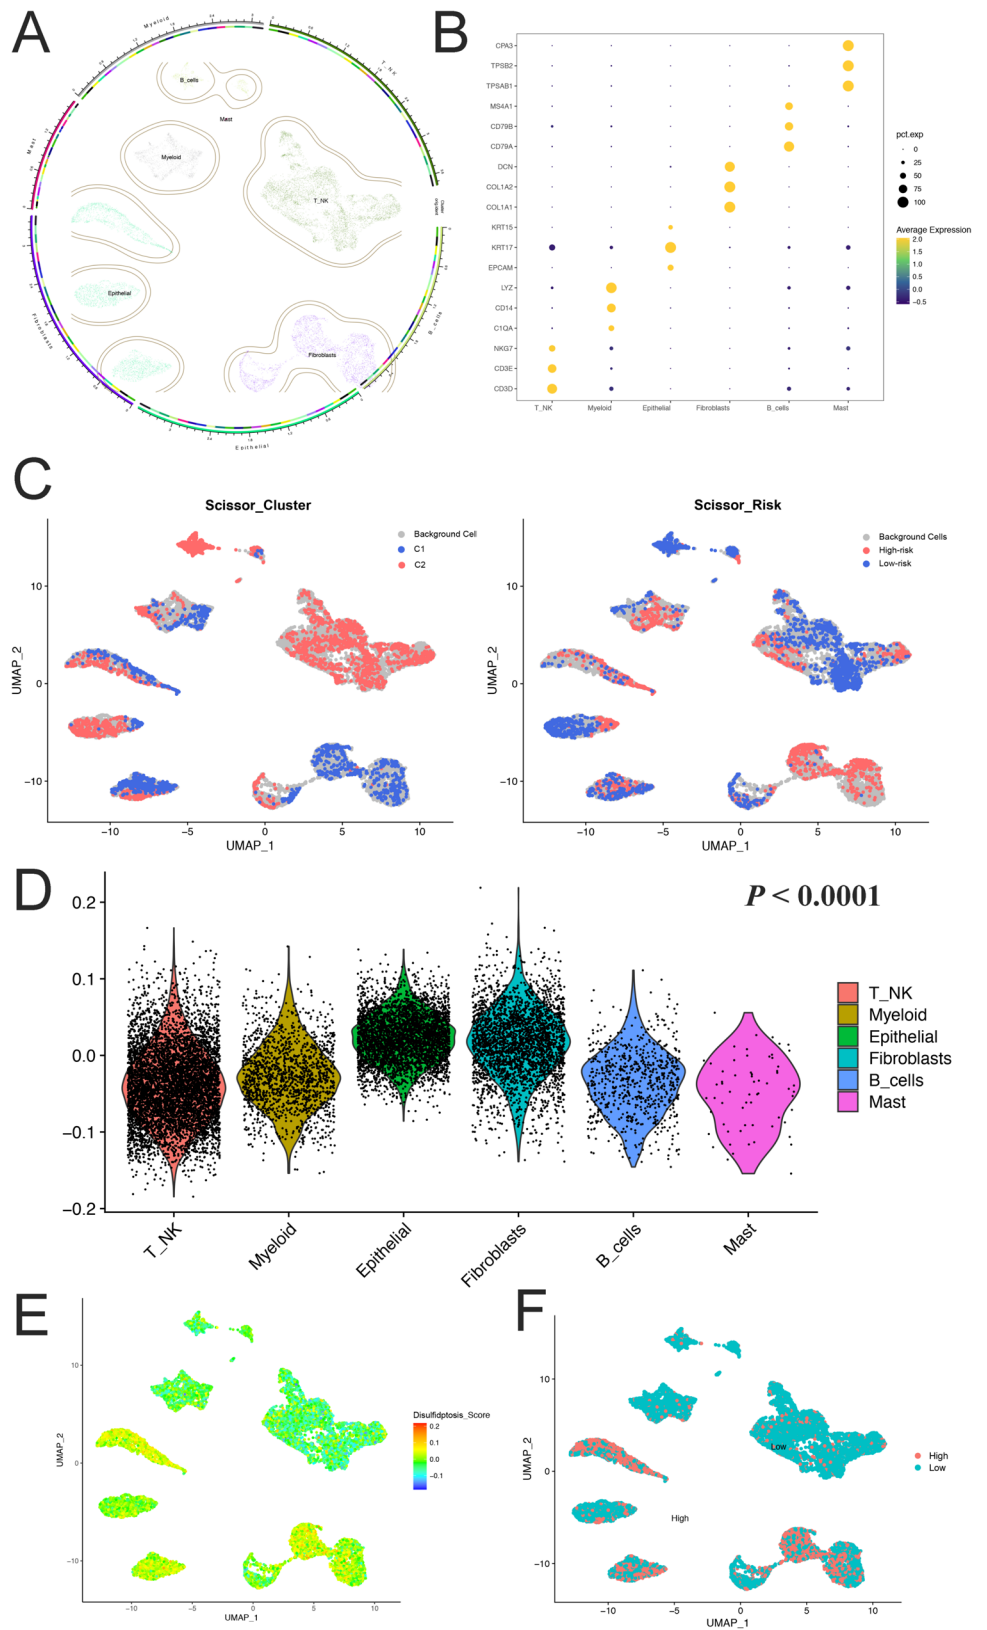 A
Myeloid
T_NK
Mast
Fibroblasts
Epithelial
B_cells
Cluster
B_cells
Mast
Myeloid
T_NK
Epithelial
Fibroblasts
B
CPA3
TPSB2
TPSAB1
MS4A1
CD79B
CD79A
DCN
COL1A2
COL1A1
KRT15
KRT17
EPCAM
LYZ
CD14
C1QA
NKG7
CD3E
CD3D
T_NK Myeloid Epithelial Fibroblasts B_cells Mast
pct.exp
0
25
50
75
100
Average Expression
2.0
1.5
1.0
0.5
0.0
−0.5
C
Scissor_Cluster
Background Cell
C1
C2
10
0
−10
UMAP_2
−10 −5 0 5 10
UMAP_1
Scissor_Risk
Background Cells
High-risk
Low-risk
10
0
−10
UMAP_2
−10 −5 0 5 10
UMAP_1
D
P < 0.0001
0.2
0.1
0.0
−0.1
−0.2
T_NK Myeloid Epithelial Fibroblasts B_cells Mast
T_NK
Myeloid
Epithelial
Fibroblasts
B_cells
Mast
E
10
0
−10
UMAP_2
−10 −5 0 5 10
UMAP_1
Disulfidptosis_Score
0.2
0.1
0.0
−0.1
F
10
0
−10
UMAP_2
−10 −5 0 5 10
UMAP_1
Low
High
High
Low